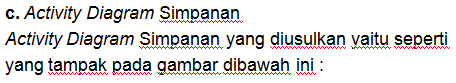 c. Activity Diagram Simpanan
Activity Diagram Simpanan yang diusulkan yaitu seperti
yang tampak pada gambar dibawah ini :